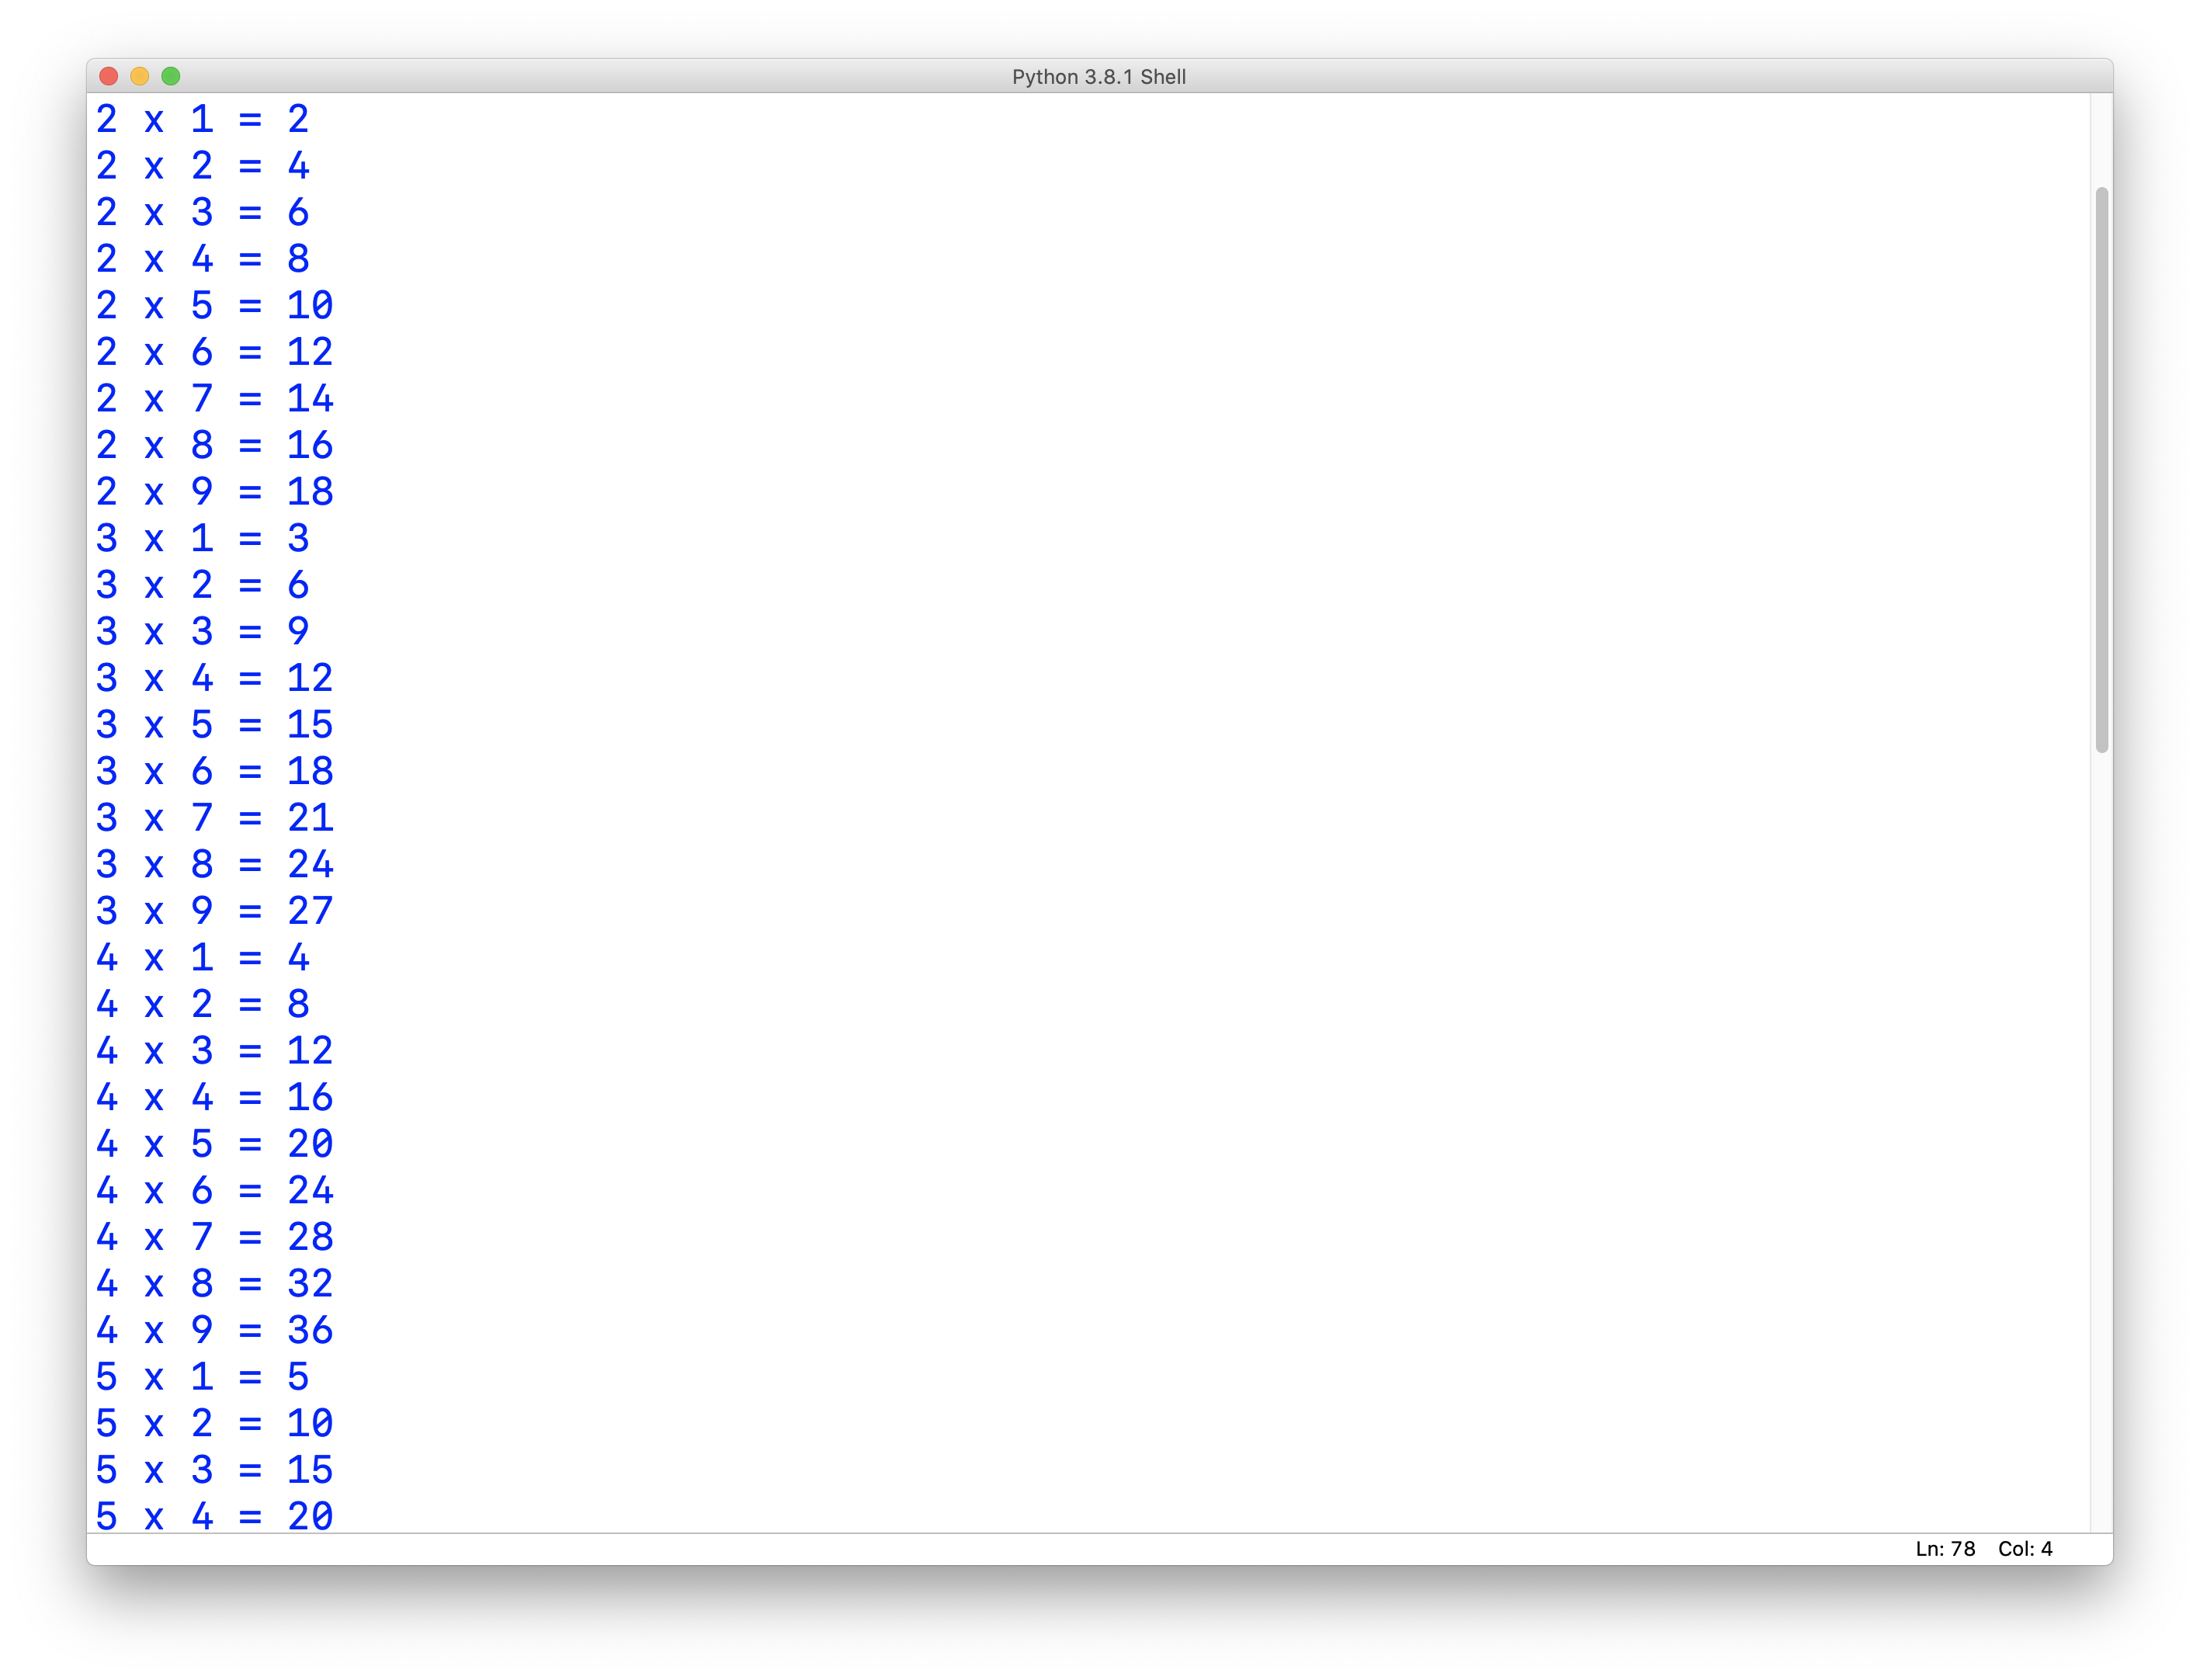 Python 3.8.1 Shell
2 x 1 = 2
2 x 2 = 4
2 x 3 = 6
2 x 4 = 8
2 x 5 = 10
2 x 6 = 12
2 x 7 = 14
2 x 8 = 16
2 x 9 = 18
3 x 1 = 3
3 x 2 = 6
3 x 3 = 9
3 x 4 = 12
3 x 5 = 15
3 x 6 = 18
3 x 7 = 21
3 x 8 = 24
3 x 9 = 27
4 x 1 = 4
4 x 2 = 8
4 x 3 = 12
4 x 4 = 16
4 x 5 = 20
4 x 6 = 24
4 x 7 = 28
4 x 8 = 32
4 x 9 = 36
5 x 1 = 5
5 x 2 = 10
5 x 3 = 15
5 x 4 = 20
Ln: 78 Col: 4